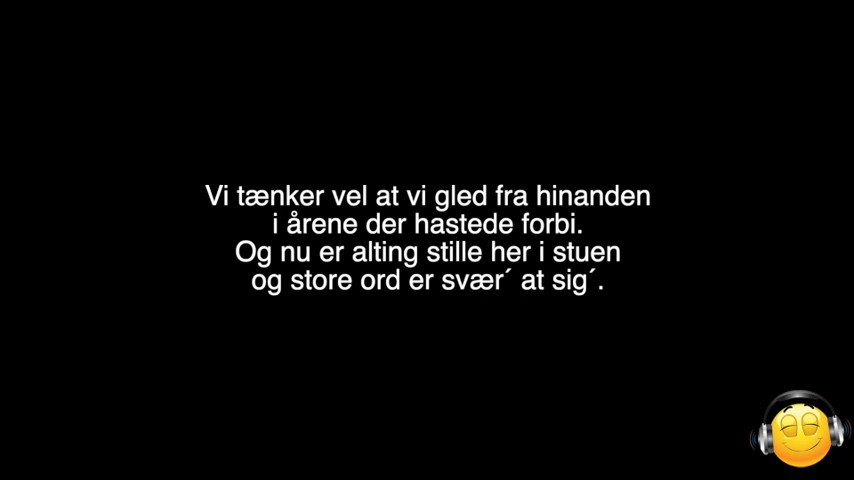 Vi tænker vel at vi gled fra hinanden
i årene der hastede forbi.
Og nu er alting stille her i stuen
og store ord er svær´ at sig´.